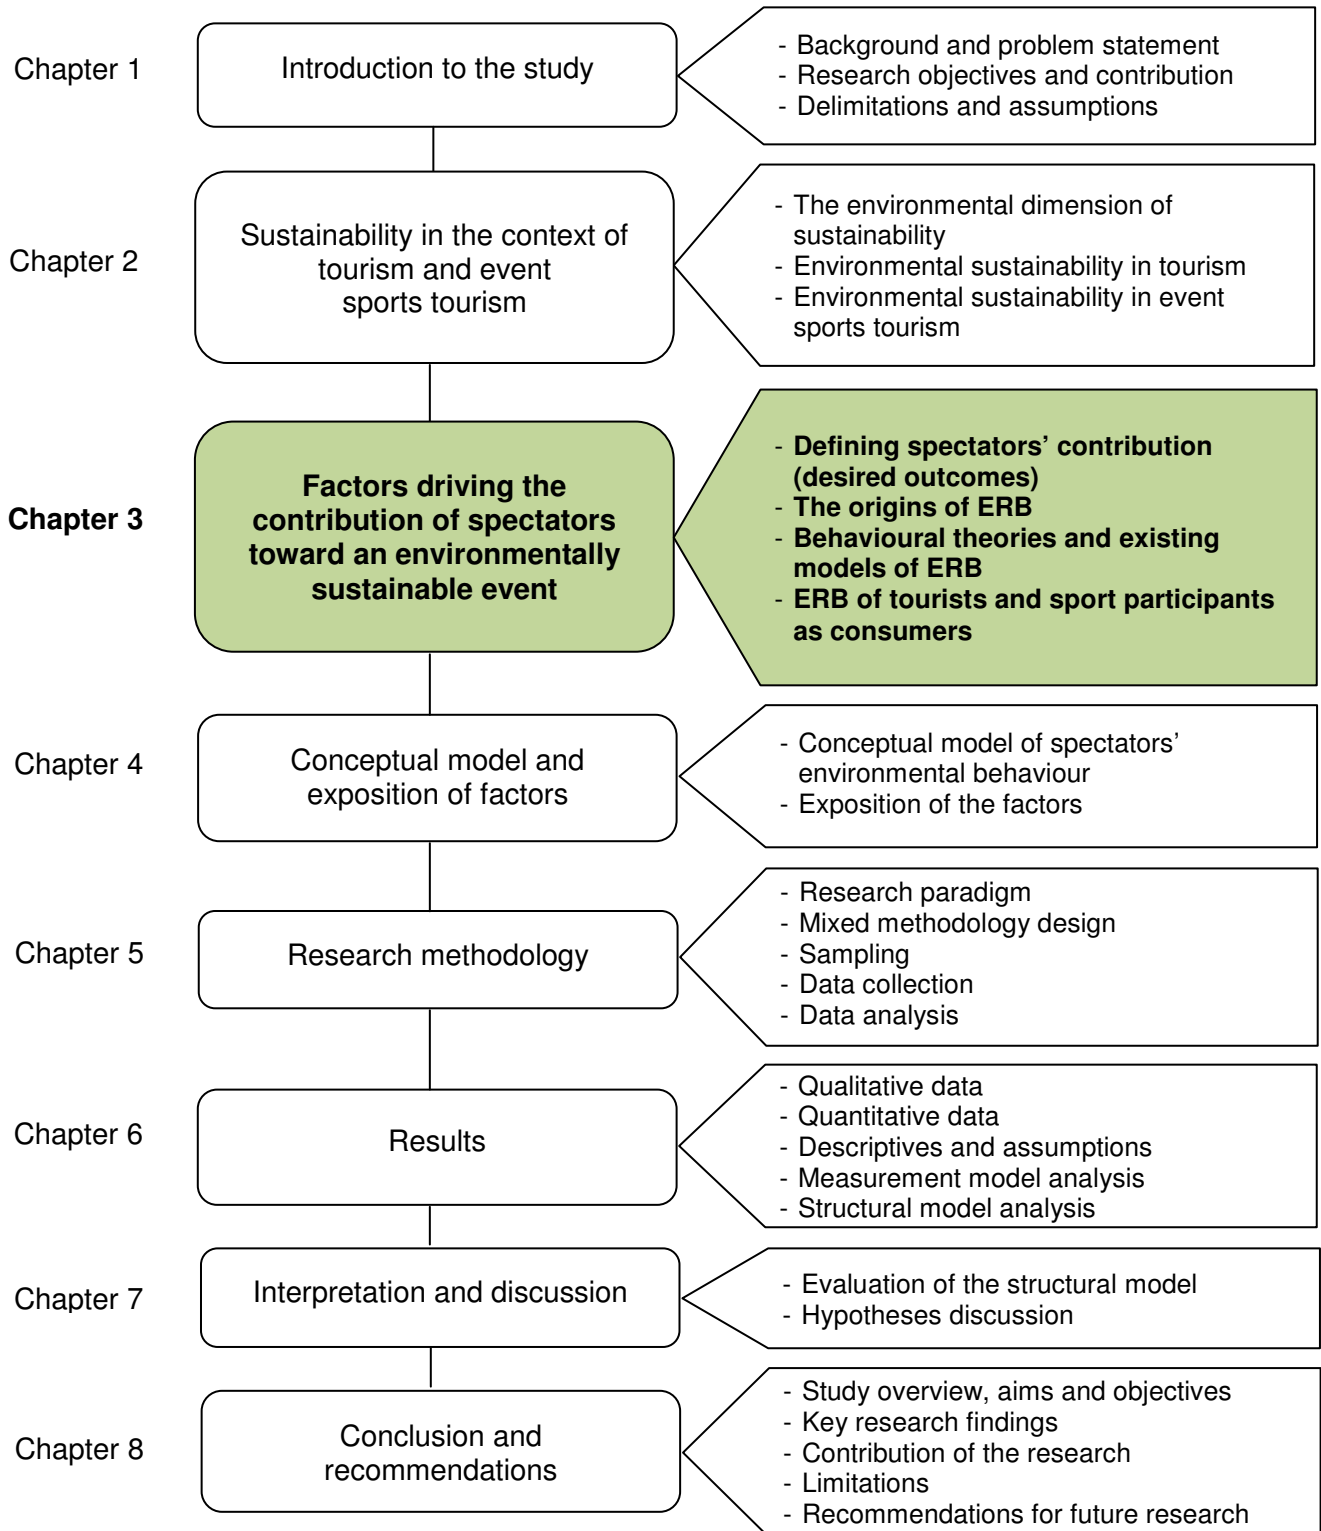 Chapter 1
Introduction to the study
- Background and problem statement
- Research objectives and contribution
- Delimitations and assumptions
Chapter 2
Sustainability in the context of
tourism and event
sports tourism
- The environmental dimension of
sustainability
- Environmental sustainability in tourism
- Environmental sustainability in event
sports tourism
Chapter 3
Factors driving the
contribution of spectators
toward an environmentally
sustainable event
- Defining spectators’ contribution
(desired outcomes)
- The origins of ERB
- Behavioural theories and existing
models of ERB
- ERB of tourists and sport participants
as consumers
Chapter 4
Conceptual model and
exposition of factors
- Conceptual model of spectators’
environmental behaviour
- Exposition of the factors
Chapter 5
Research methodology
- Research paradigm
- Mixed methodology design
- Sampling
- Data collection
- Data analysis
Chapter 6
Results
- Qualitative data
- Quantitative data
- Descriptives and assumptions
- Measurement model analysis
- Structural model analysis
Chapter 7
Interpretation and discussion
- Evaluation of the structural model
- Hypotheses discussion
Chapter 8
Conclusion and
recommendations
- Study overview, aims and objectives
- Key research findings
- Contribution of the research
- Limitations
- Recommendations for future research